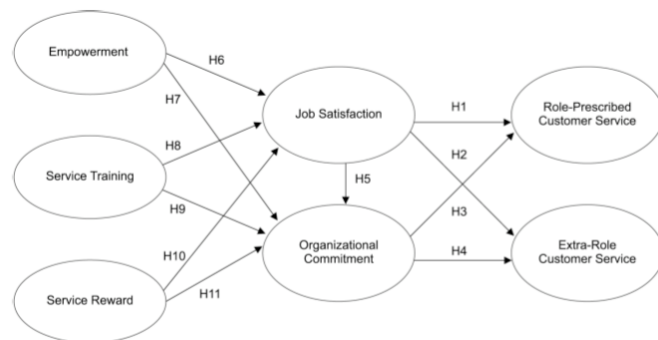 Empowerment
H6
H7
Job Satisfaction
H1
Role-Prescribed
Customer Service
H8
H2
Service Training
H5
H9
H3
H10
Organizational
Commitment
H4
Extra-Role
Customer Service
Service Reward
H11